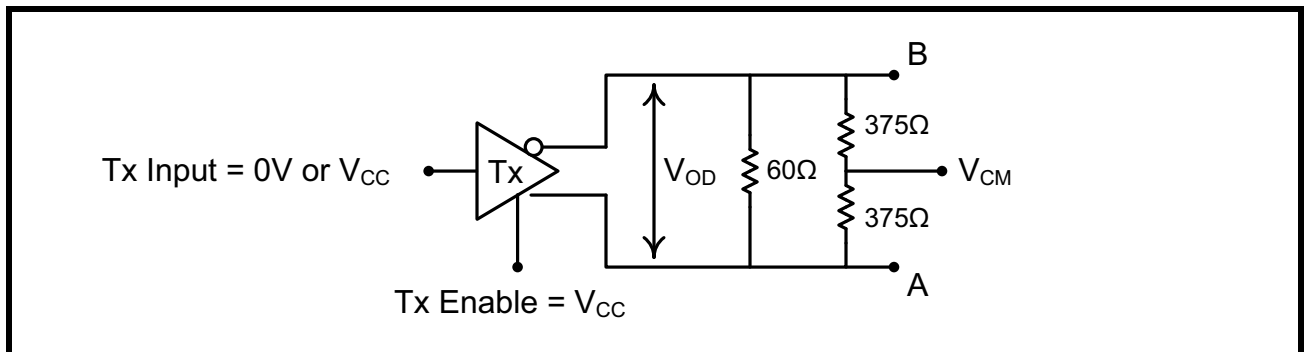 B
375Ω
Tx Input = 0V or VCC
Tx
VOD
60Ω
VCM
375Ω
A
Tx Enable = VCC